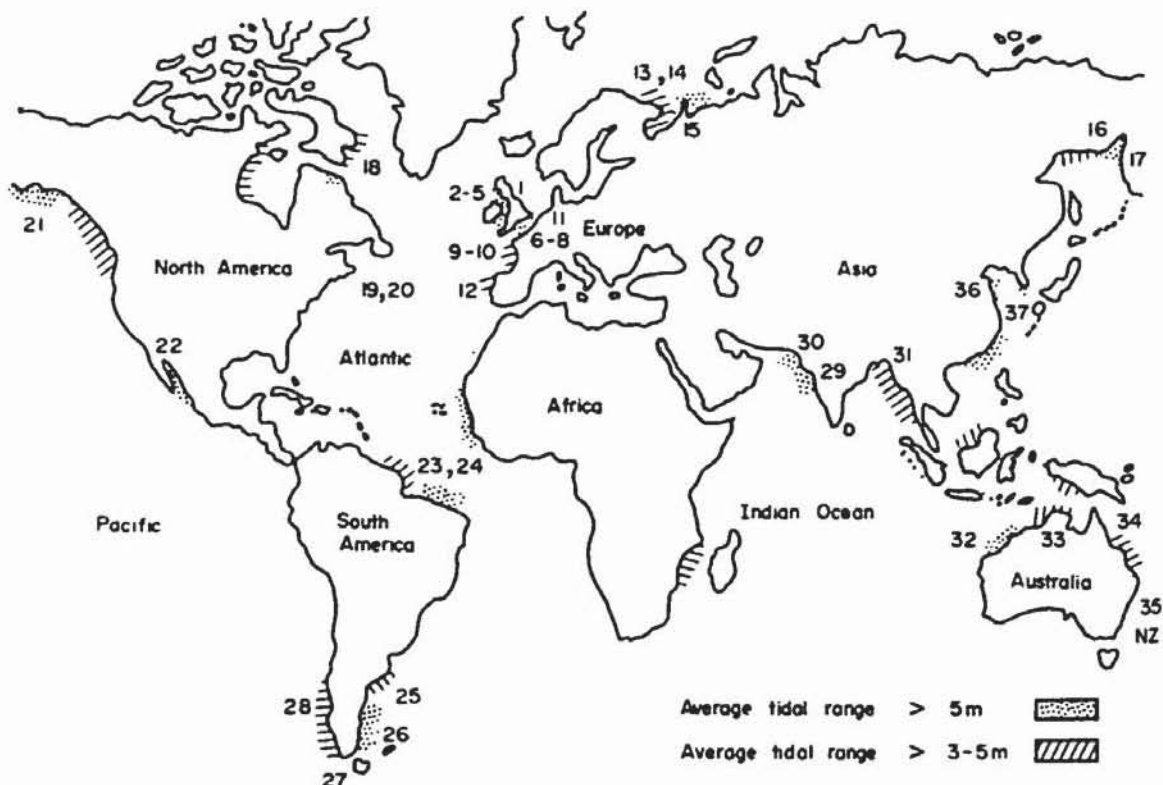 13,14
15
16
17
18
1
2-5
11
21
6-8
Europe
9-10
North America
Asia
36
19,20
12
37
22
30
31
Atlantic
29
≈
Africa
23,24
Pacific
South
America
Indian Ocean
34
32
33
Australia
35
NZ
25
28
26
27
Average tidal range > 5m
Average tidal range > 3-5m